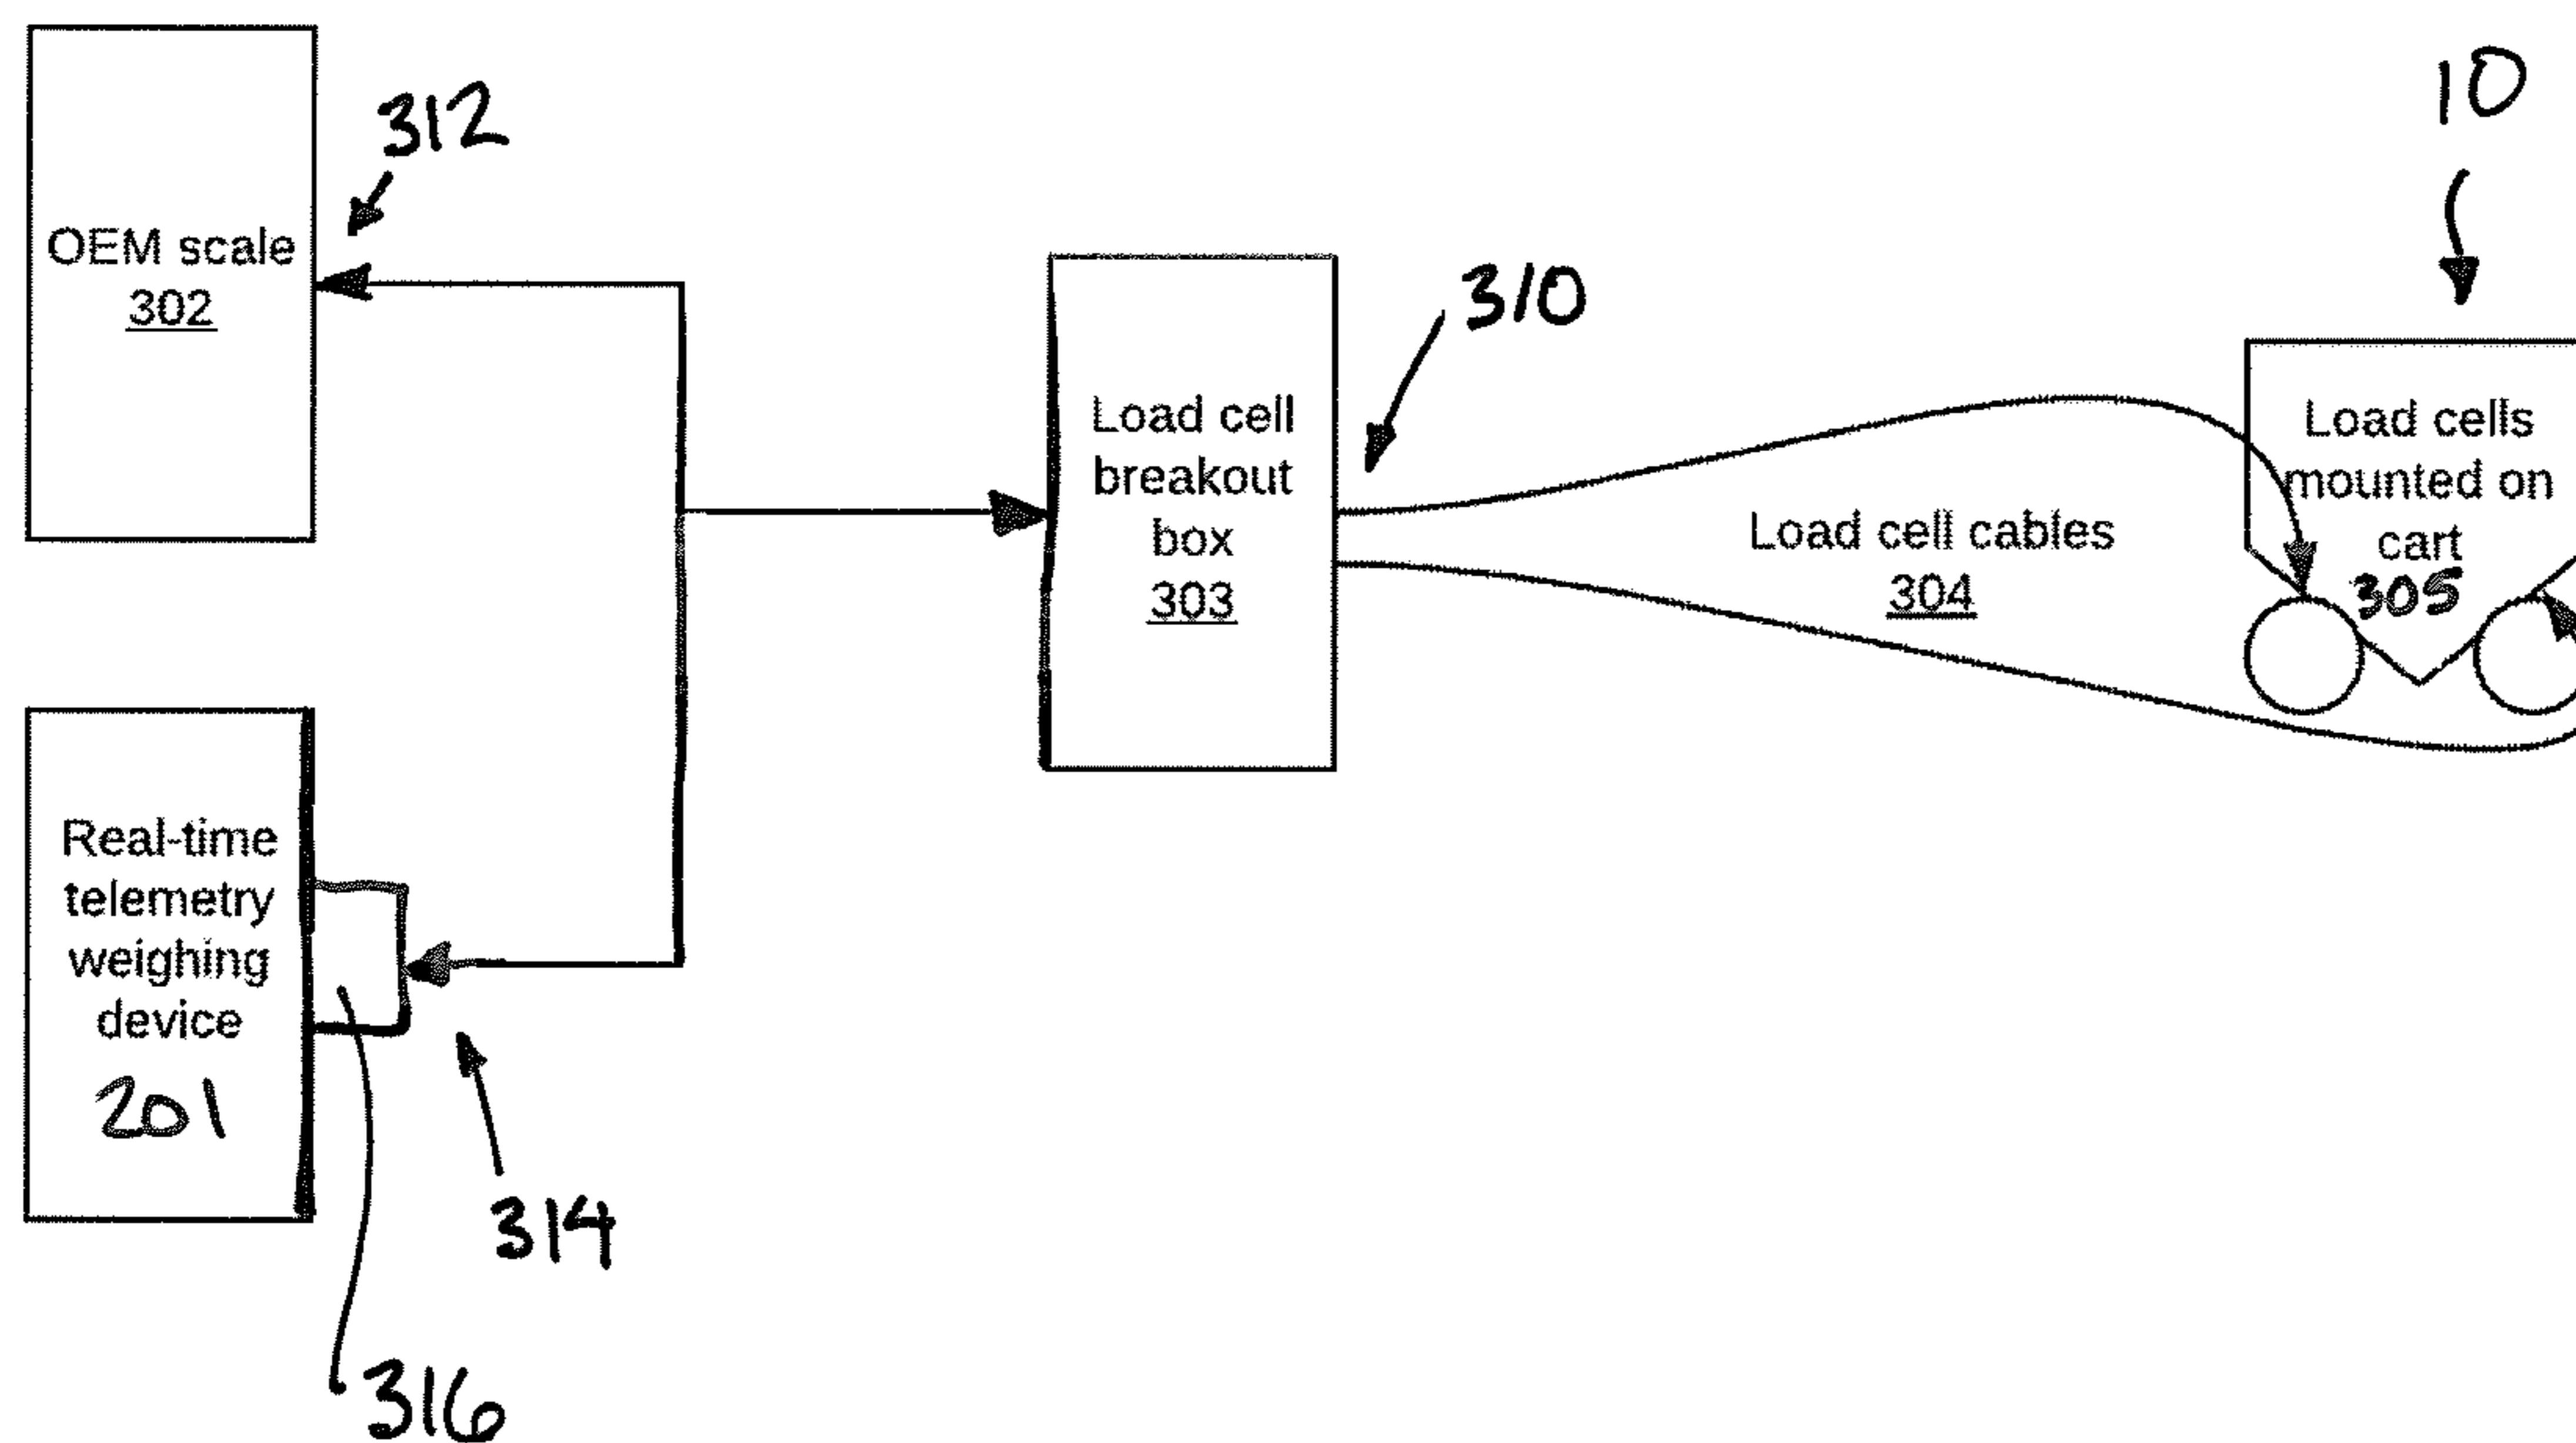 312
10
OEM scale
302
310
Load cell
breakout
box
303
Load cells
mounted on
cart
305
Load cell cables
304
Real-time
telemetry
weighing
device
201
314
316